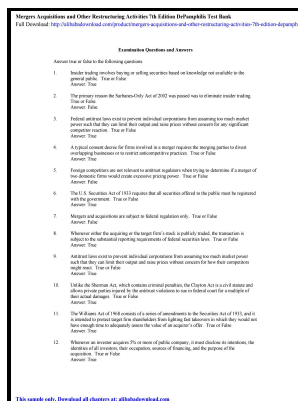 Mergers Acquisitions and Other Restructuring Activities 7th Edition DePamphilis Test Bank
Full Download: http://alibabadownload.com/product/mergers-acquisitions-and-other-restructuring-activities-7th-edition-depamph
Examination Questions and Answers
Answer true or false to the following questions
1. Insider trading involves buying or selling securities based on knowledge not available to the
general public. True or False
Answer: True
2. The primary reason the Sarbanes-Oxly Act of 2002 was passed was to eliminate insider trading.
True or False
Answer: False
3. Federal antitrust laws exist to prevent individual corporations from assuming too much market
power such that they can limit their output and raise prices without concern for any significant
competitor reaction. True or False
Answer: True
4. A typical consent decree for firms involved in a merger requires the merging parties to divest
overlapping businesses or to restrict anticompetitive practices. True or False
Answer: True
5. Foreign competitors are not relevant to antitrust regulators when trying to determine if a merger of
two domestic firms would create excessive pricing power. True or False
Answer: False
6. The U.S. Securities Act of 1933 requires that all securities offered to the public must be registered
with the government. True or False
Answer: True
7. Mergers and acquisitions are subject to federal regulation only. True or False
Answer: False
8. Whenever either the acquiring or the target firm's stock is publicly traded, the transaction is
subject to the substantial reporting requirements of federal securities laws. True or False
Answer: True
9. Antitrust laws exist to prevent individual corporations from assuming too much market power
such that they can limit their output and raise prices without concern for how their competitors
might react. True or False
Answer: True
10. Unlike the Sherman Act, which contains criminal penalties, the Clayton Act is a civil statute and
allows private parties injured by the antitrust violations to sue in federal court for a multiple of
their actual damages. True or False
Answer: True
11. The Williams Act of 1968 consists of a series of amendments to the Securities Act of 1933, and it
is intended to protect target firm shareholders from lighting fast takeovers in which they would not
have enough time to adequately assess the value of an acquirer's offer. True or False
Answer: True
12. Whenever an investor acquires 5% or more of public company, it must disclose its intentions, the
identities of all investors, their occupation, sources of financing, and the purpose of the
acquisition. True or False
Answer: True
This sample only, Download all chapters at: alibabadownload.com